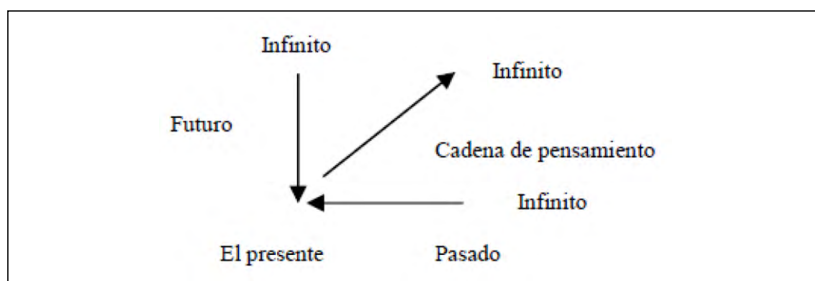 Infinito
Infinito
Futuro
Cadena de pensamiento
Infinito
El presente Pasado